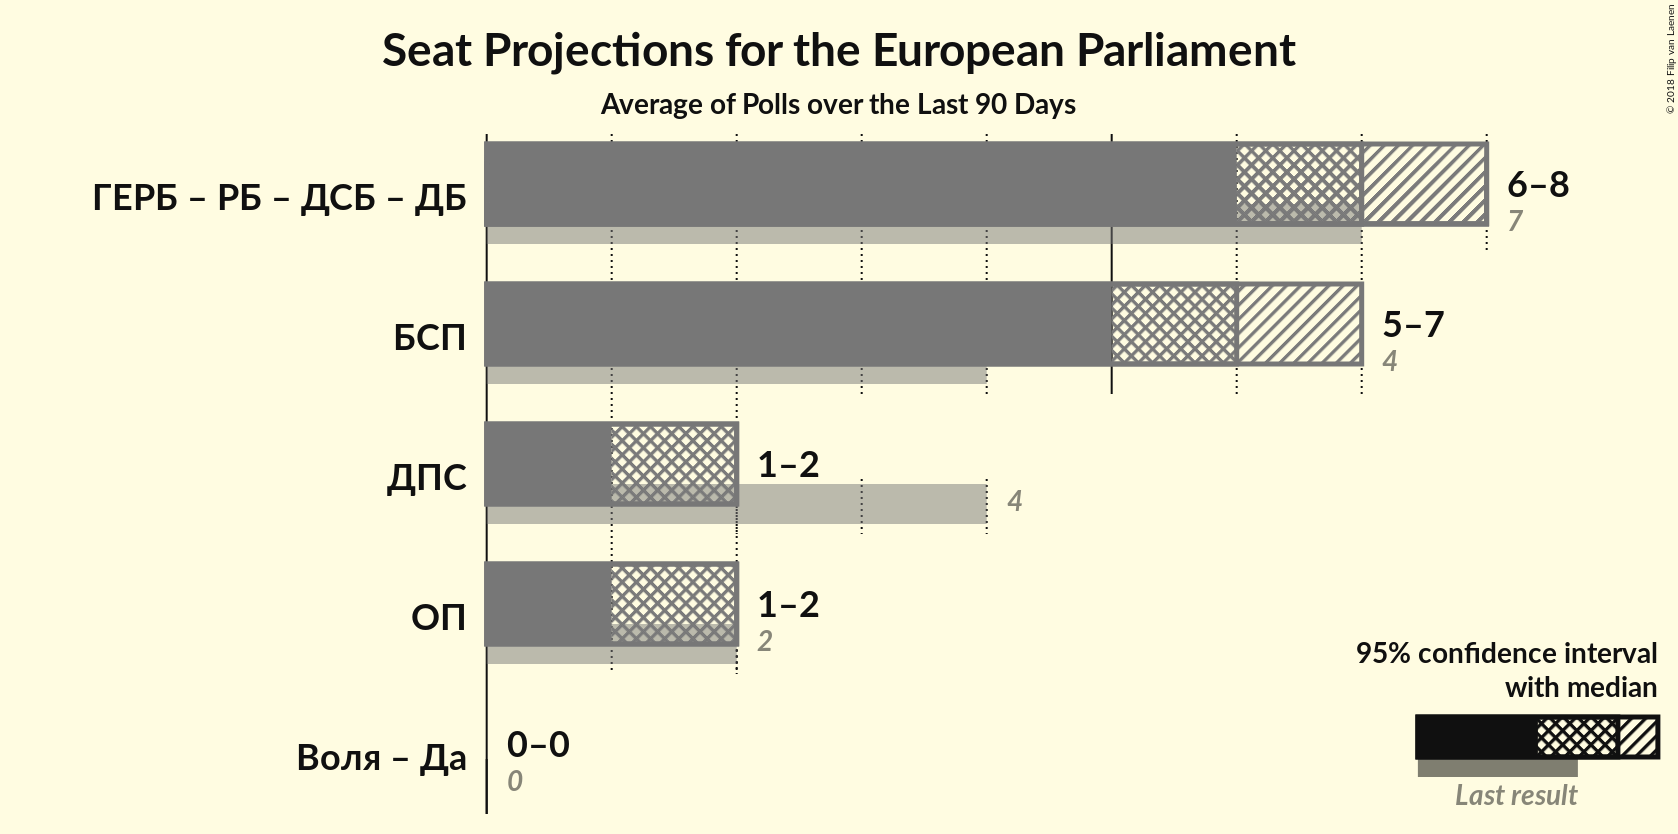 Seat Projections for the European Parliament
Average of Polls over the Last 90 Days
© 2018 Filip van Laenen
ГЕРБ – РБ – ДСБ – ДБ
6–8
7
БСП
5–7
4
ДПС
1–2
4
ОП
1–2
2
Воля – Да
0–0
0
95% confidence interval
with median
Last result